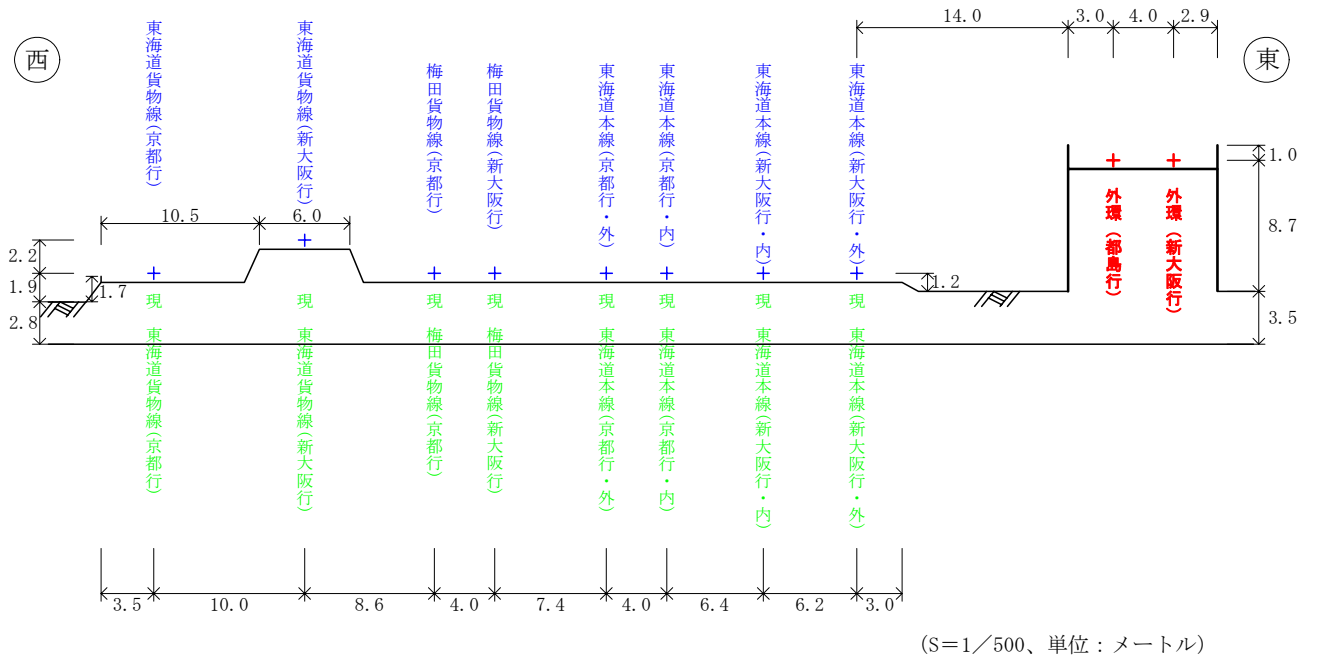 西
東海道貨物線(京都行)
東海道貨物線(新大阪行)
梅田貨物線(京都行)
梅田貨物線(新大阪行)
東海道本線(京都行・外)
東海道本線(京都行・内)
東海道本線(新大阪行・内)
東海道本線(新大阪行・外)
14.0
3.0
4.0
2.9
東
10.5
6.0
2.2
1.9
1.7
2.8
1.2
1.0
8.7
3.5
外環(都島行)
外環(新大阪行)
現 東海道貨物線(京都行)
現 東海道貨物線(新大阪行)
現 梅田貨物線(京都行)
現 梅田貨物線(新大阪行)
現 東海道本線(京都行・外)
現 東海道本線(京都行・内)
現 東海道本線(新大阪行・内)
現 東海道本線(新大阪行・外)
3.5
10.0
8.6
4.0
7.4
4.0
6.4
6.2
3.0
(S=1／500、単位：メートル)